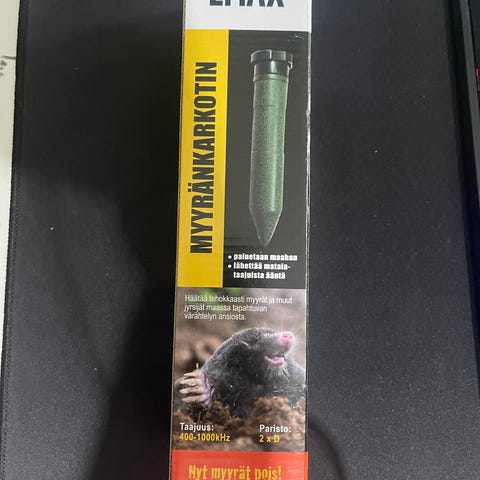 MYYRÄNKARKOTIN
• painetaan maahan
• lähettää matala-
taajuista ääntä
Häätää tehokkaasti myyrät ja muut
jyrsijät maassa tapahtuvan
värähtelyn ansiosta.
Taajuus:
400-1000kHz
Paristo:
2 x D
Nyt myyrät pois!